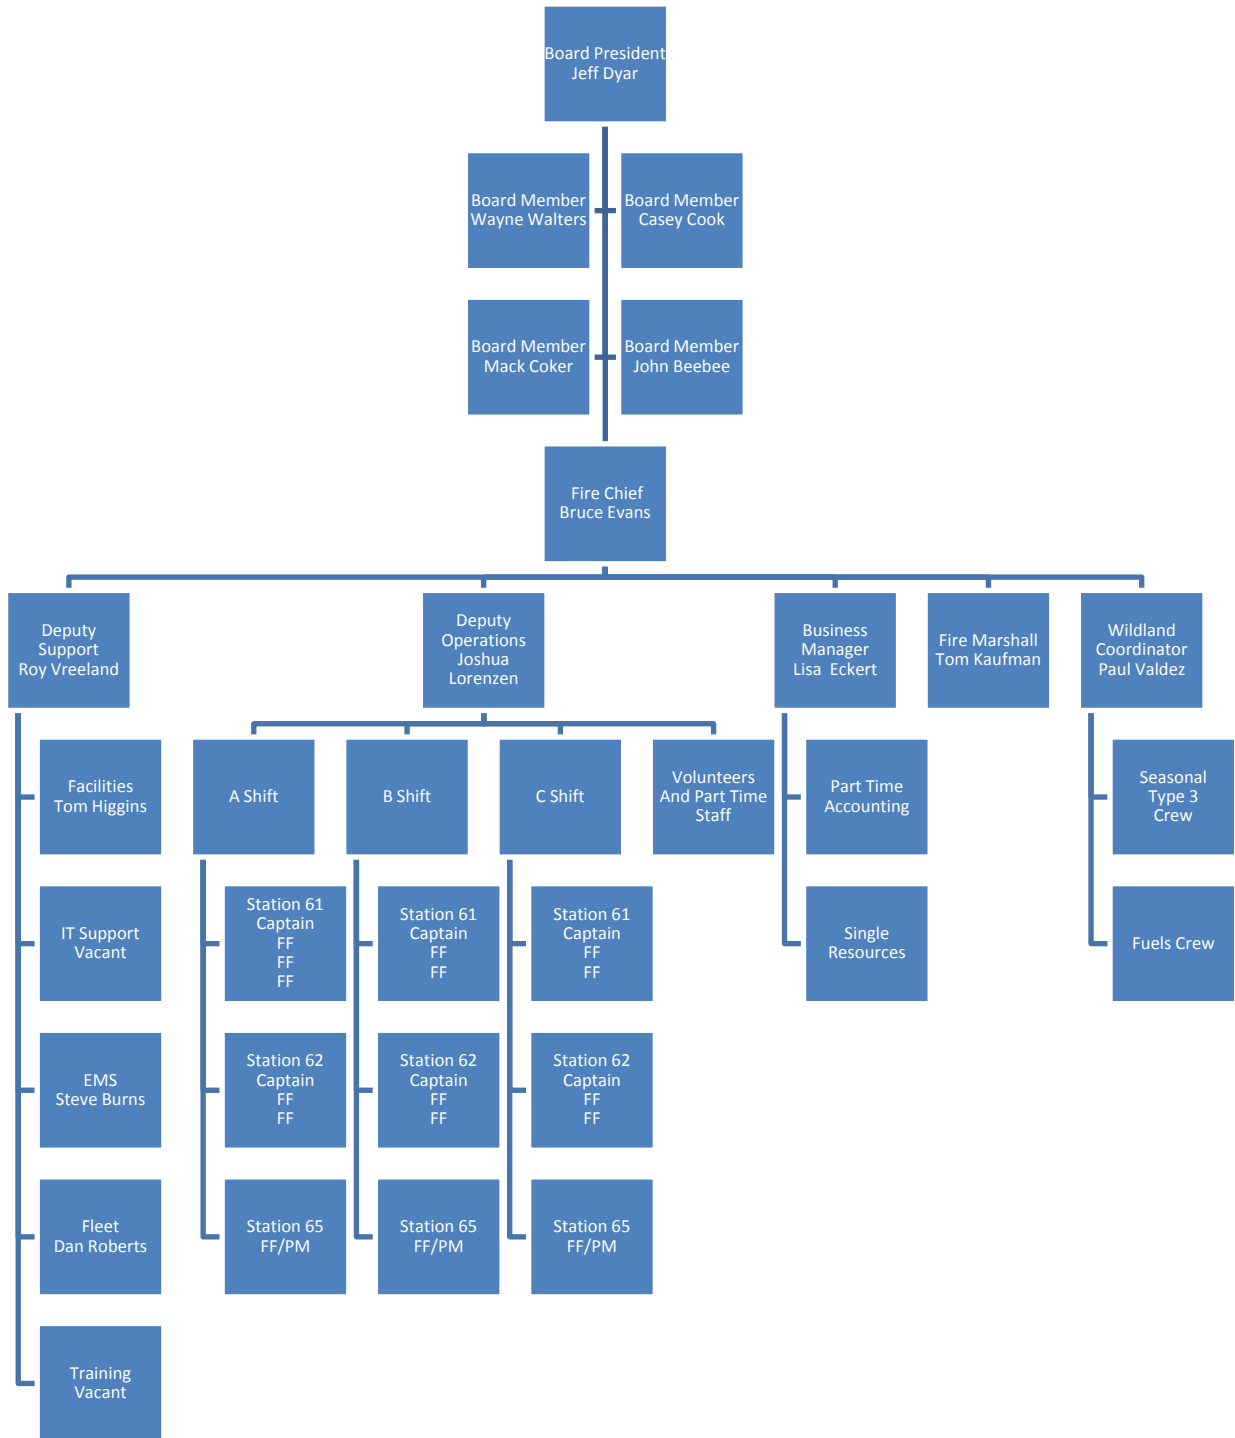 Board President
Jeff Dyar
Board Member
Wayne Walters
Board Member
Casey Cook
Board Member
Mack Coker
Board Member
John Beebee
Fire Chief
Bruce Evans
Deputy
Support
Roy Vreeland
Deputy
Operations
Joshua
Lorenzen
Business
Manager
Lisa  Eckert
Fire Marshall
Tom Kaufman
Wildland
Coordinator
Paul Valdez
Facilities
Tom Higgins
A Shift
B Shift
C Shift
Volunteers
And Part Time
Staff
Part Time
Accounting
Seasonal
Type 3
Crew
IT Support
Vacant
Station 61
Captain
FF
FF
FF
Station 61
Captain
FF
FF
Station 61
Captain
FF
FF
Single
Resources
Fuels Crew
EMS
Steve Burns
Station 62
Captain
FF
FF
Station 62
Captain
FF
FF
Station 62
Captain
FF
FF
Fleet
Dan Roberts
Station 65
FF/PM
Station 65
FF/PM
Station 65
FF/PM
Training
Vacant